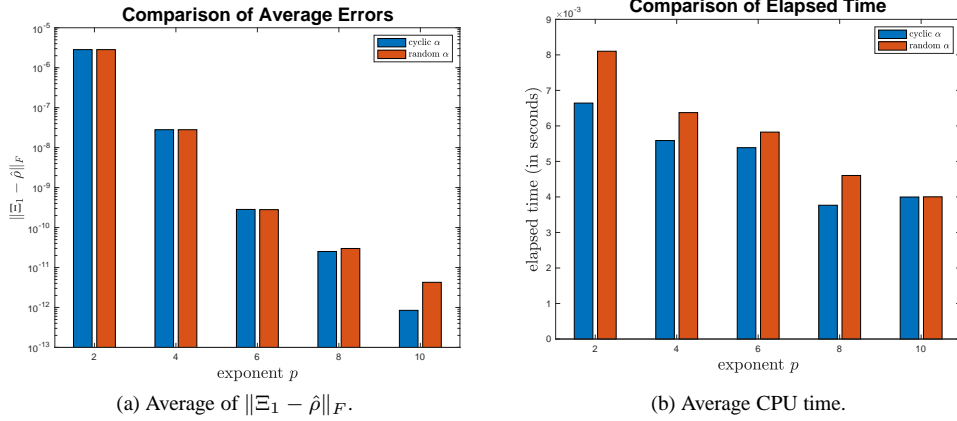 Comparison of Average Errors
cyclic α
random α
10^-5
10^-6
10^-7
10^-8
10^-9
10^-10
10^-11
10^-12
10^-13
‖Ξ₁ − ρ̂‖_F
2 4 6 8 10
exponent p
(a) Average of ‖Ξ₁ − ρ̂‖_F.
Comparison of Elapsed Time
×10^-3
cyclic α
random α
9
8
7
6
5
4
3
2
1
0
elapsed time (in seconds)
2 4 6 8 10
exponent p
(b) Average CPU time.